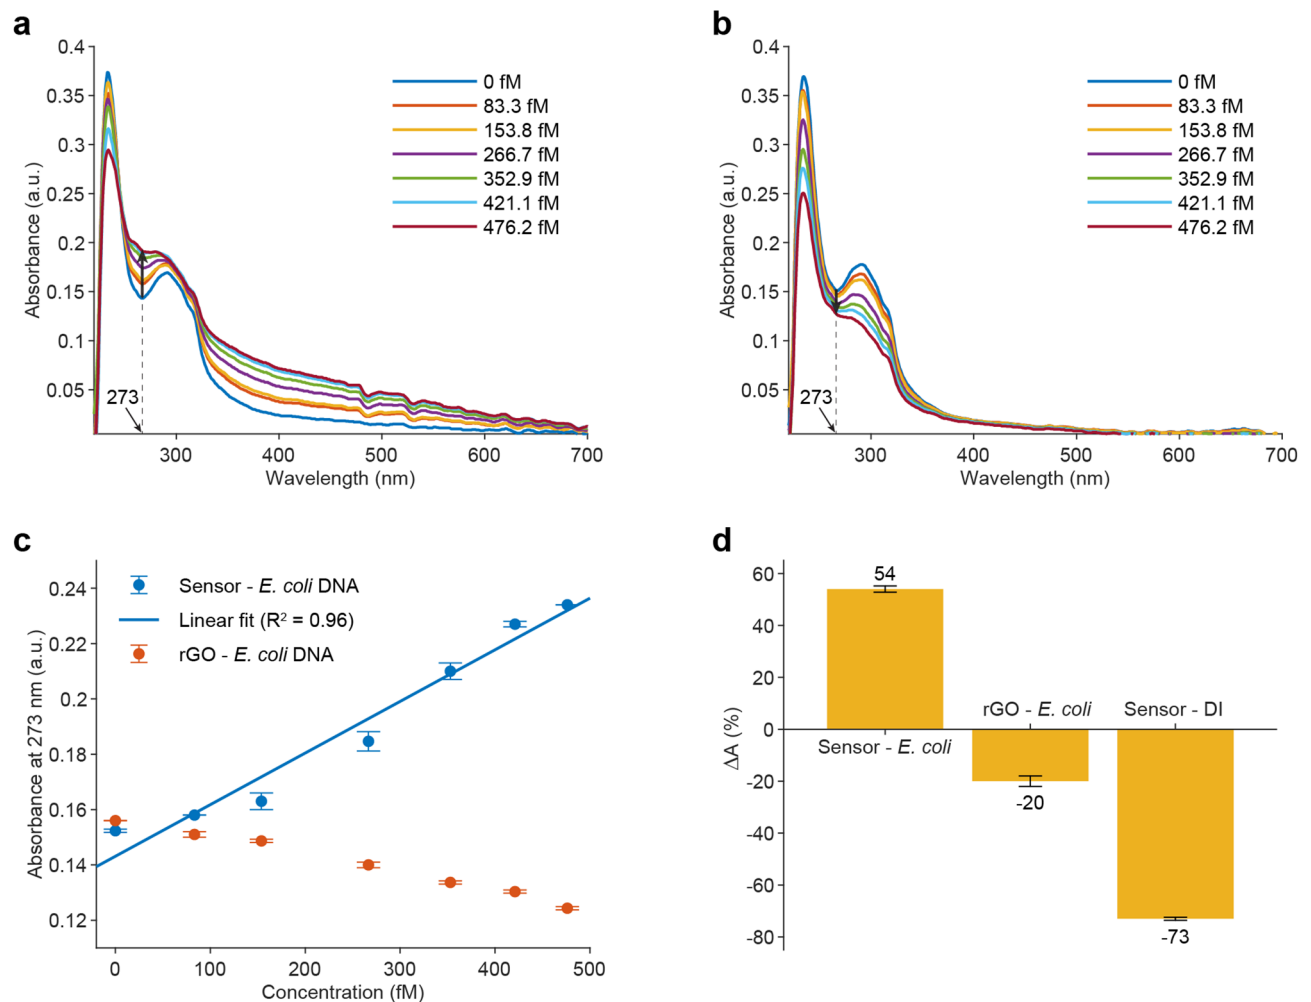 a
Absorbance (a.u.)
0.4
0.35
0.3
0.25
0.2
0.15
0.1
0.05
0 fM
83.3 fM
153.8 fM
266.7 fM
352.9 fM
421.1 fM
476.2 fM
273
300
400
500
600
700
Wavelength (nm)
b
Absorbance (a.u.)
0.4
0.35
0.3
0.25
0.2
0.15
0.1
0.05
0 fM
83.3 fM
153.8 fM
266.7 fM
352.9 fM
421.1 fM
476.2 fM
273
300
400
500
600
700
Wavelength (nm)
c
Absorbance at 273 nm (a.u.)
0.24
0.22
0.2
0.18
0.16
0.14
0.12
Sensor - E. coli DNA
Linear fit (R² = 0.96)
rGO - E. coli DNA
0
100
200
300
400
500
Concentration (fM)
d
ΔA (%)
60
40
20
0
-20
-40
-60
-80
54
Sensor - E. coli
rGO - E. coli
-20
Sensor - DI
-73